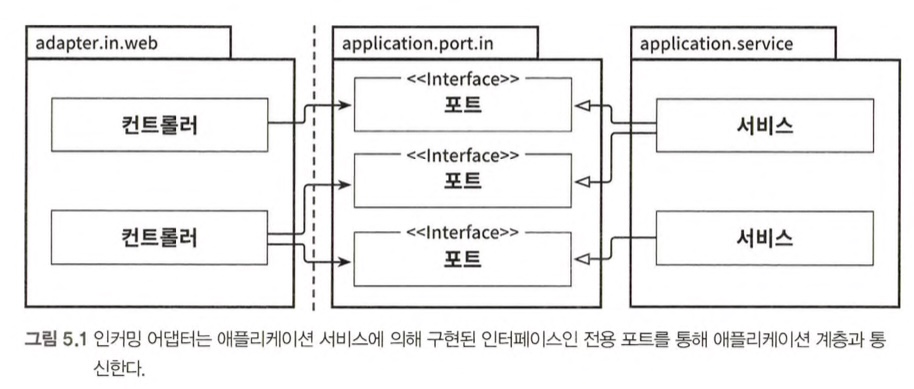 adapter.in.web
application.port.in
application.service
<<Interface>>
포트
컨트롤러
서비스
<<Interface>>
포트
컨트롤러
<<Interface>>
포트
서비스
그림 5.1 인커밍 어댑터는 애플리케이션 서비스에 의해 구현된 인터페이스인 전용 포트를 통해 애플리케이션 계층과 통
신한다.